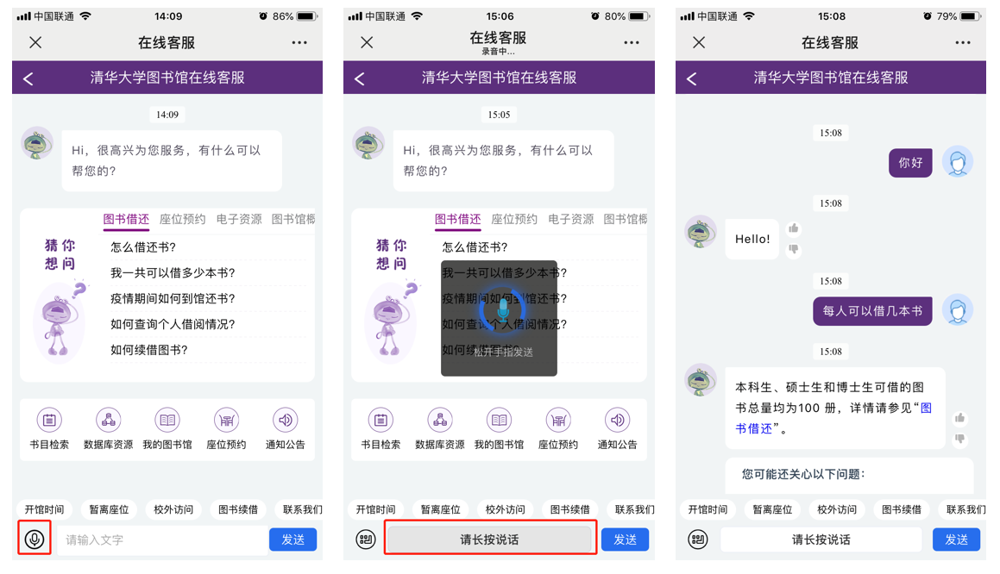 中国联通
14:09
86%
在线客服
清华大学图书馆在线客服
14:09
Hi，很高兴为您服务，有什么可以
帮您的?
猜你
想问
图书借还 座位预约 电子资源 图书馆概
怎么借还书?
我一共可以借多少本书?
疫情期间如何到馆还书?
如何查询个人借阅情况?
如何续借图书?
书目检索 数据库资源 我的图书馆 座位预约 通知公告
开馆时间 暂离座位 校外访问 图书续借 联系我们
请输入文字
发送
中国联通
15:06
80%
在线客服
录音中...
清华大学图书馆在线客服
15:05
Hi，很高兴为您服务，有什么可以
帮您的?
猜你
想问
图书借还 座位预约 电子资源 图书馆概
怎么借还书?
我一共可以借多少本书?
疫情期间如何到馆还书?
如何查询个人借阅情况?
如何续借图书?
松开手指发送
书目检索 数据库资源 我的图书馆 座位预约 通知公告
开馆时间 暂离座位 校外访问 图书续借 联系我们
请长按说话
发送
中国联通
15:08
79%
在线客服
清华大学图书馆在线客服
15:08
你好
15:08
Hello!
15:08
每人可以借几本书
15:08
本科生、硕士生和博士生可借的图
书总量均为100 册，详情请参见“图
书借还”。
您可能还关心以下问题：
开馆时间 暂离座位 校外访问 图书续借 联系我们
请长按说话
发送